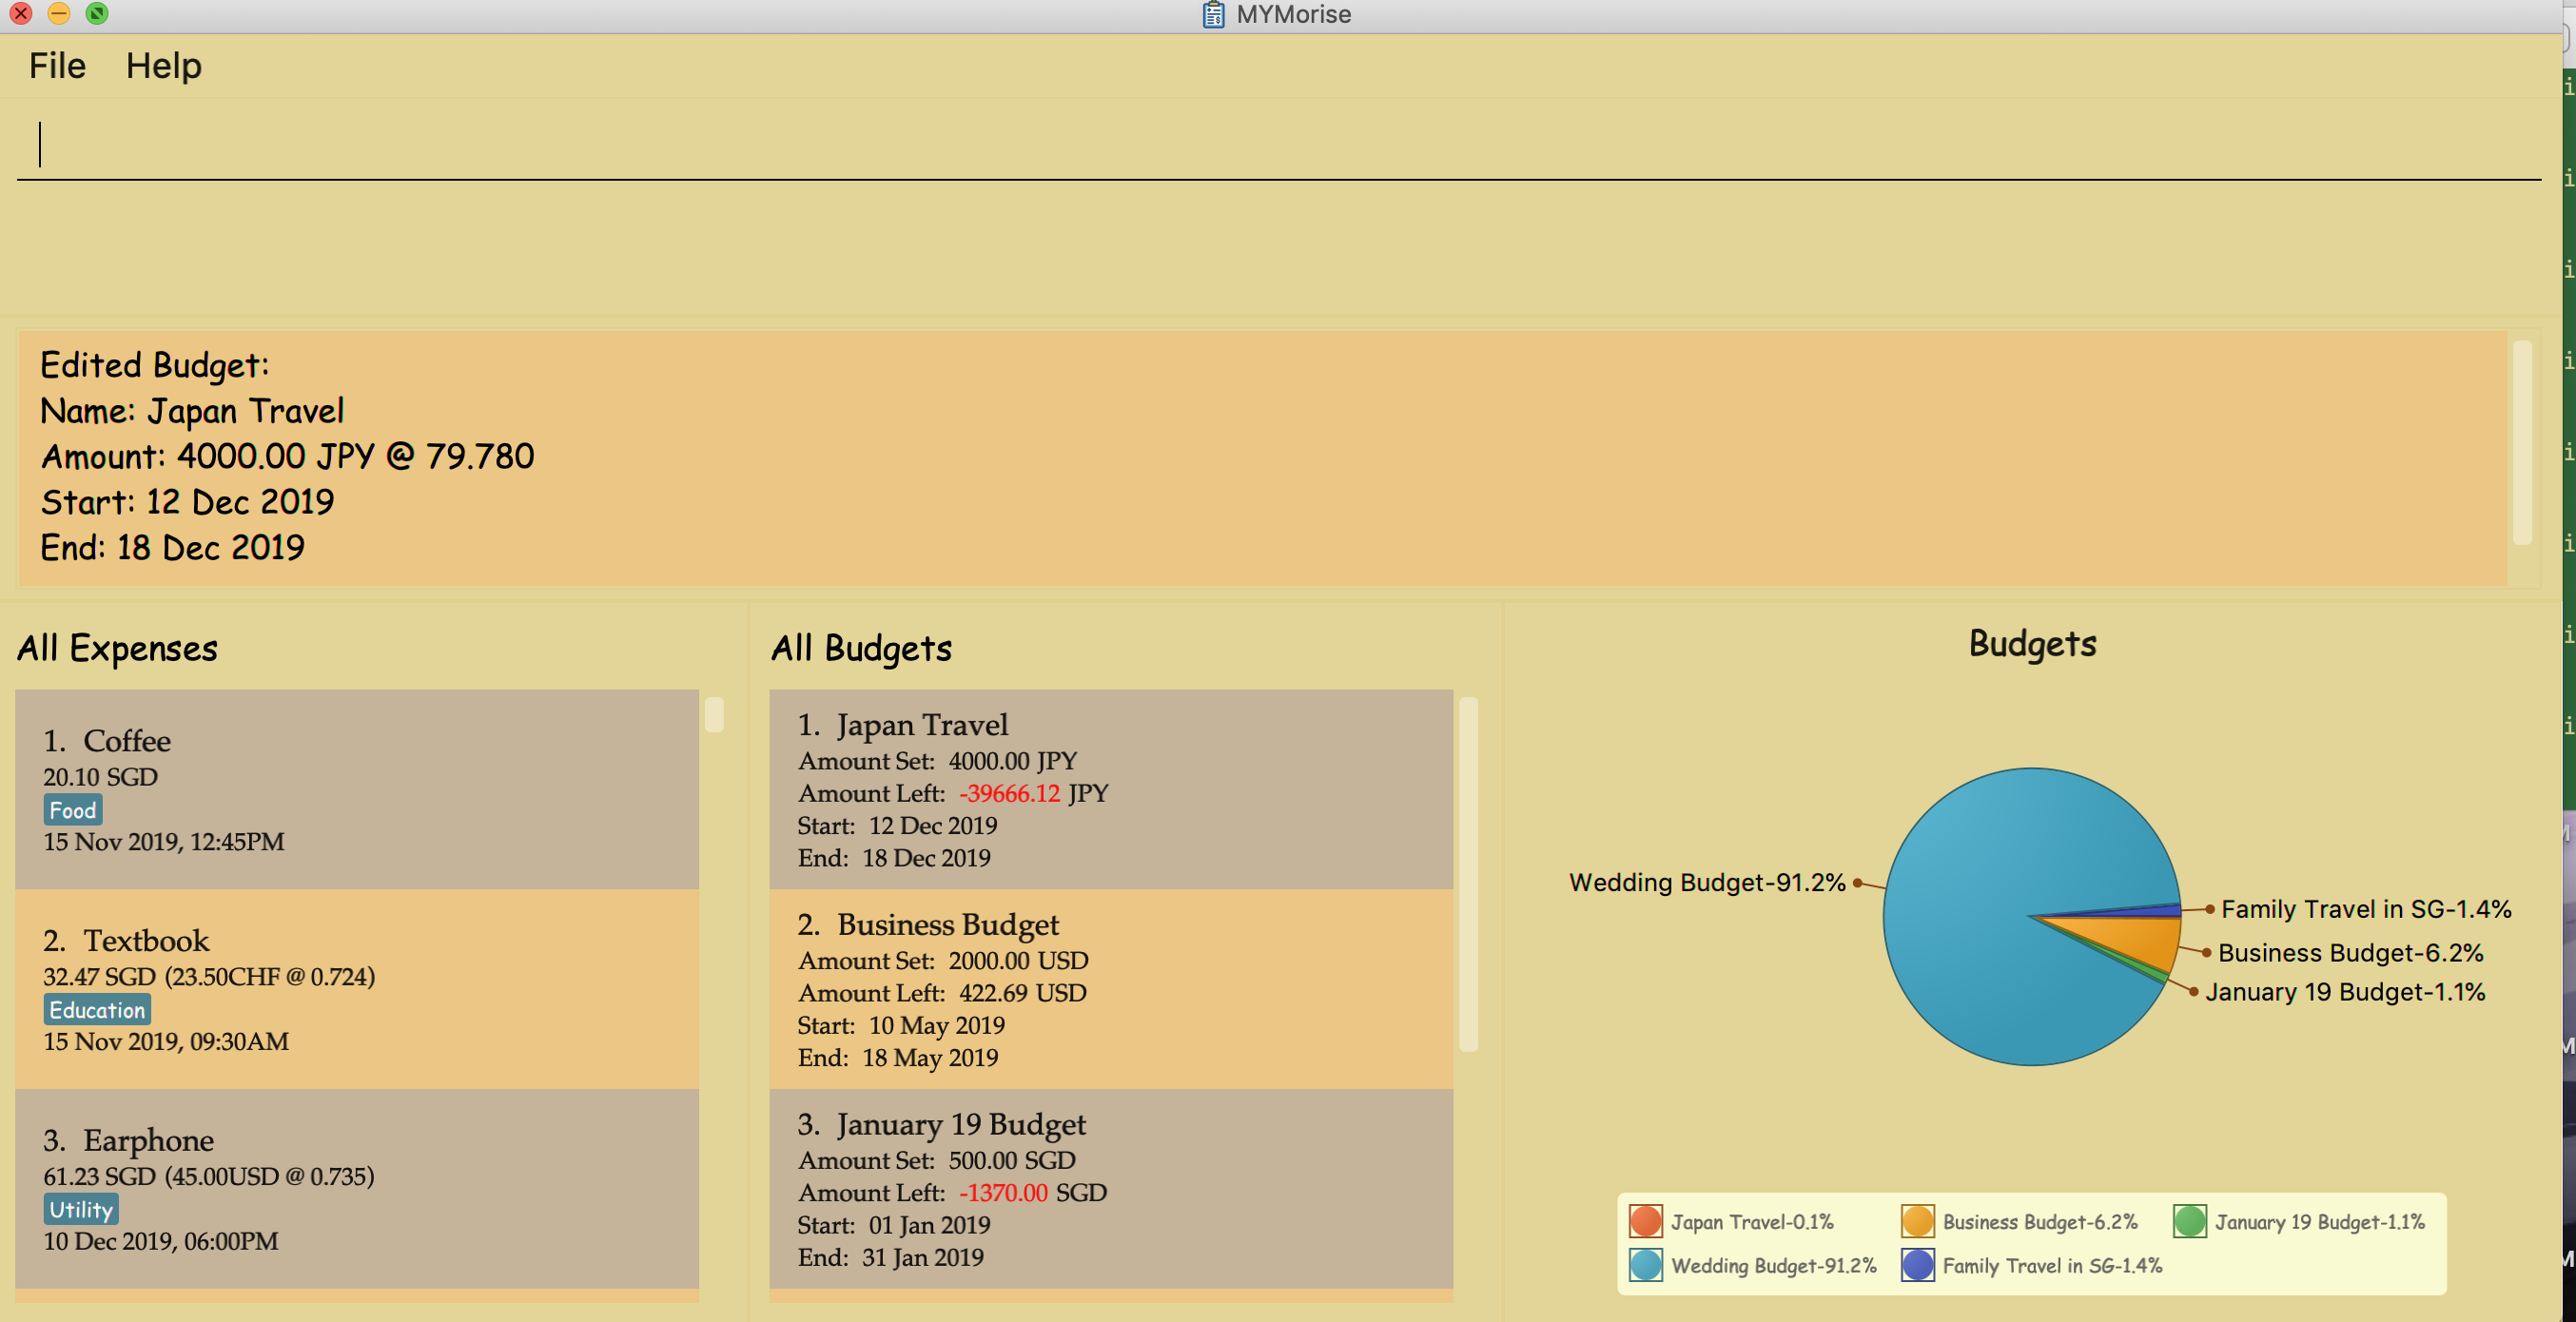 MYMorise
File Help
Edited Budget:
Name: Japan Travel
Amount: 4000.00 JPY @ 79.780
Start: 12 Dec 2019
End: 18 Dec 2019
All Expenses
1. Coffee
20.10 SGD
Food
15 Nov 2019, 12:45PM
2. Textbook
32.47 SGD (23.50CHF @ 0.724)
Education
15 Nov 2019, 09:30AM
3. Earphone
61.23 SGD (45.00USD @ 0.735)
Utility
10 Dec 2019, 06:00PM
All Budgets
1. Japan Travel
Amount Set: 4000.00 JPY
Amount Left: -39666.12 JPY
Start: 12 Dec 2019
End: 18 Dec 2019
2. Business Budget
Amount Set: 2000.00 USD
Amount Left: 422.69 USD
Start: 10 May 2019
End: 18 May 2019
3. January 19 Budget
Amount Set: 500.00 SGD
Amount Left: -1370.00 SGD
Start: 01 Jan 2019
End: 31 Jan 2019
Budgets
Wedding Budget-91.2%
Family Travel in SG-1.4%
Business Budget-6.2%
January 19 Budget-1.1%
Japan Travel-0.1% Business Budget-6.2% January 19 Budget-1.1%
Wedding Budget-91.2% Family Travel in SG-1.4%